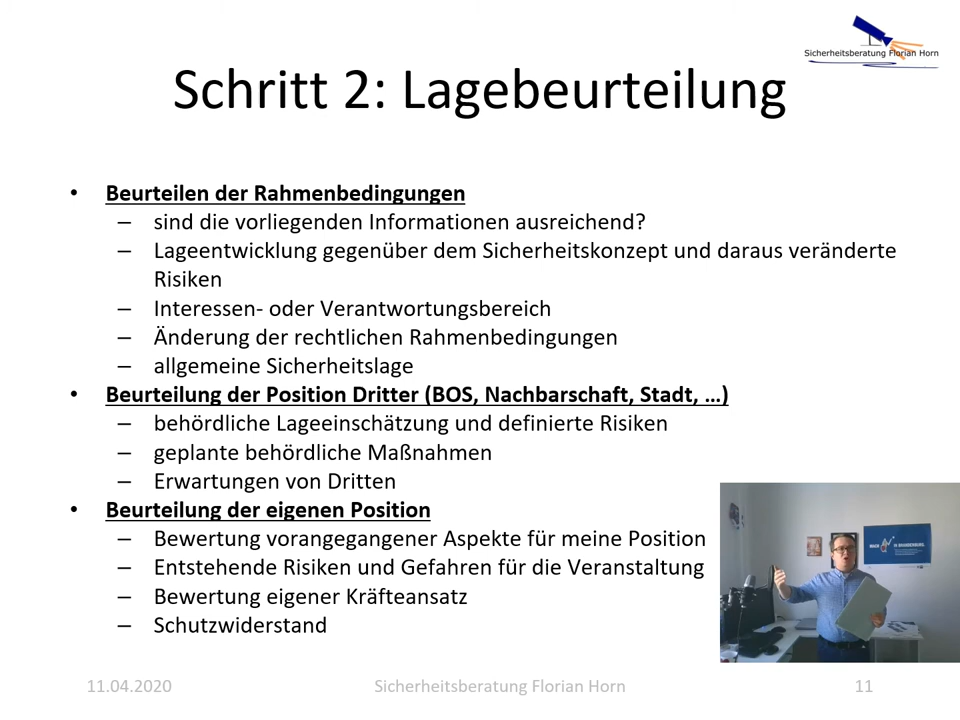 Sicherheitsberatung Florian Horn
Schritt 2: Lagebeurteilung
• Beurteilen der Rahmenbedingungen
– sind die vorliegenden Informationen ausreichend?
– Lageentwicklung gegenüber dem Sicherheitskonzept und daraus veränderte
Risiken
– Interessen- oder Verantwortungsbereich
– Änderung der rechtlichen Rahmenbedingungen
– allgemeine Sicherheitslage
• Beurteilung der Position Dritter (BOS, Nachbarschaft, Stadt, …)
– behördliche Lageeinschätzung und definierte Risiken
– geplante behördliche Maßnahmen
– Erwartungen von Dritten
• Beurteilung der eigenen Position
– Bewertung vorangegangener Aspekte für meine Position
– Entstehende Risiken und Gefahren für die Veranstaltung
– Bewertung eigener Kräfteansatz
– Schutzwiderstand
11.04.2020 Sicherheitsberatung Florian Horn 11